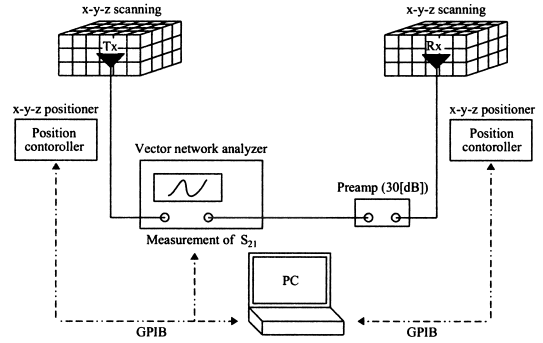 x-y-z scanning
x-y-z scanning
Tx
Rx
x-y-z positioner
x-y-z positioner
Position
contoroller
Position
contoroller
Vector network analyzer
Preamp (30[dB])
Measurement of S21
PC
GPIB
GPIB